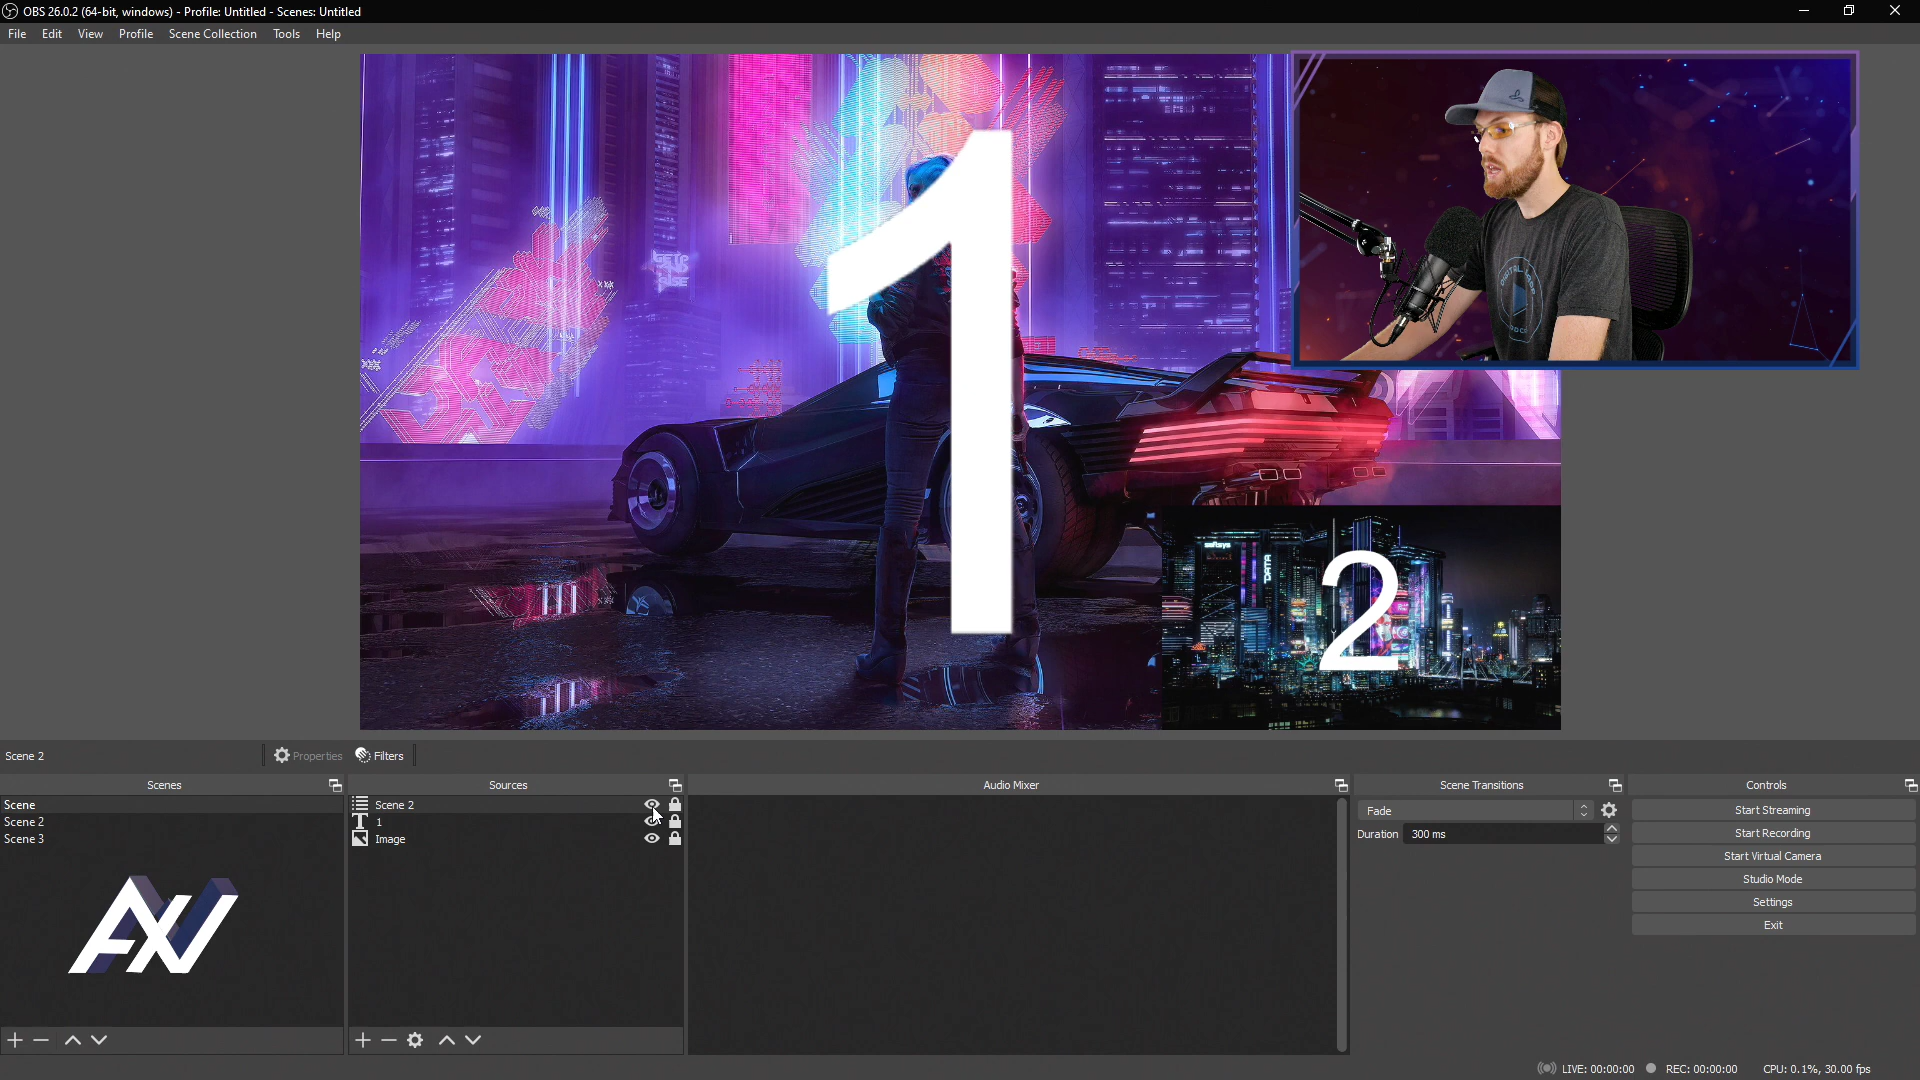 OBS 26.0.2 (64-bit, windows) - Profile: Untitled - Scenes: Untitled
File Edit View Profile Scene Collection Tools Help
1
softsys
DATA
2
Scene 2
Properties
Filters
Scenes
Sources
Audio Mixer
Scene Transitions
Controls
Scene
Scene 2
Scene 3
Scene 2
1
Image
Fade
Duration 300 ms
Start Streaming
Start Recording
Start Virtual Camera
Studio Mode
Settings
Exit
LIVE: 00:00:00 REC: 00:00:00 CPU: 0.1%, 30.00 fps